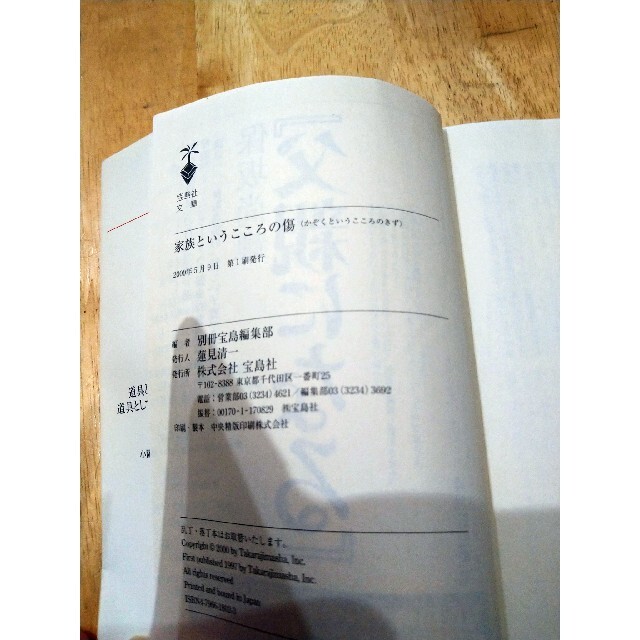 宝島社
文庫
家族というこころの傷 (かぞくというこころのきず)
2000年5月9日 第1刷発行
編 者 別冊宝島編集部
発行人 蓮見清一
発行所 株式会社 宝島社
〒102-8388 東京都千代田区一番町25
電話：営業部03 (3234) 4621／編集部03 (3234) 3692
振替：00170-1-170829 ㈱宝島社
印刷・製本 中央精版印刷株式会社
乱丁・落丁本はお取替いたします。
Copyright © 2000 by Takarajimasha, Inc.
First published 1997 by Takarajimasha, Inc.
All rights reserved
Printed and bound in Japan
道具と
道具とし